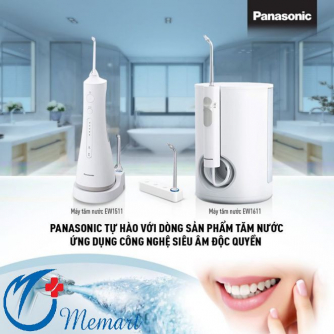 Panasonic
Máy tăm nước EW1511
Máy tăm nước EW1611
PANASONIC TỰ HÀO VỚI DÒNG SẢN PHẨM TĂM NƯỚC
ỨNG DỤNG CÔNG NGHỆ SIÊU ÂM ĐỘC QUYỀN
Memart